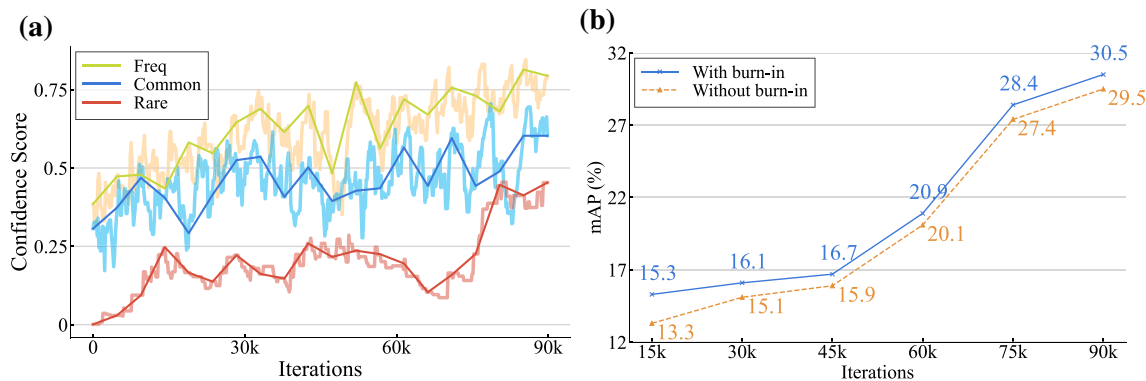 (a)
Freq
Common
Rare
Confidence Score
0.75
0.5
0.25
0
0 30k 60k 90k
Iterations
(b)
With burn-in
Without burn-in
mAP (%)
32
27
22
17
12
15.3 16.1 16.7 20.9 28.4 30.5
13.3 15.1 15.9 20.1 27.4 29.5
15k 30k 45k 60k 75k 90k
Iterations